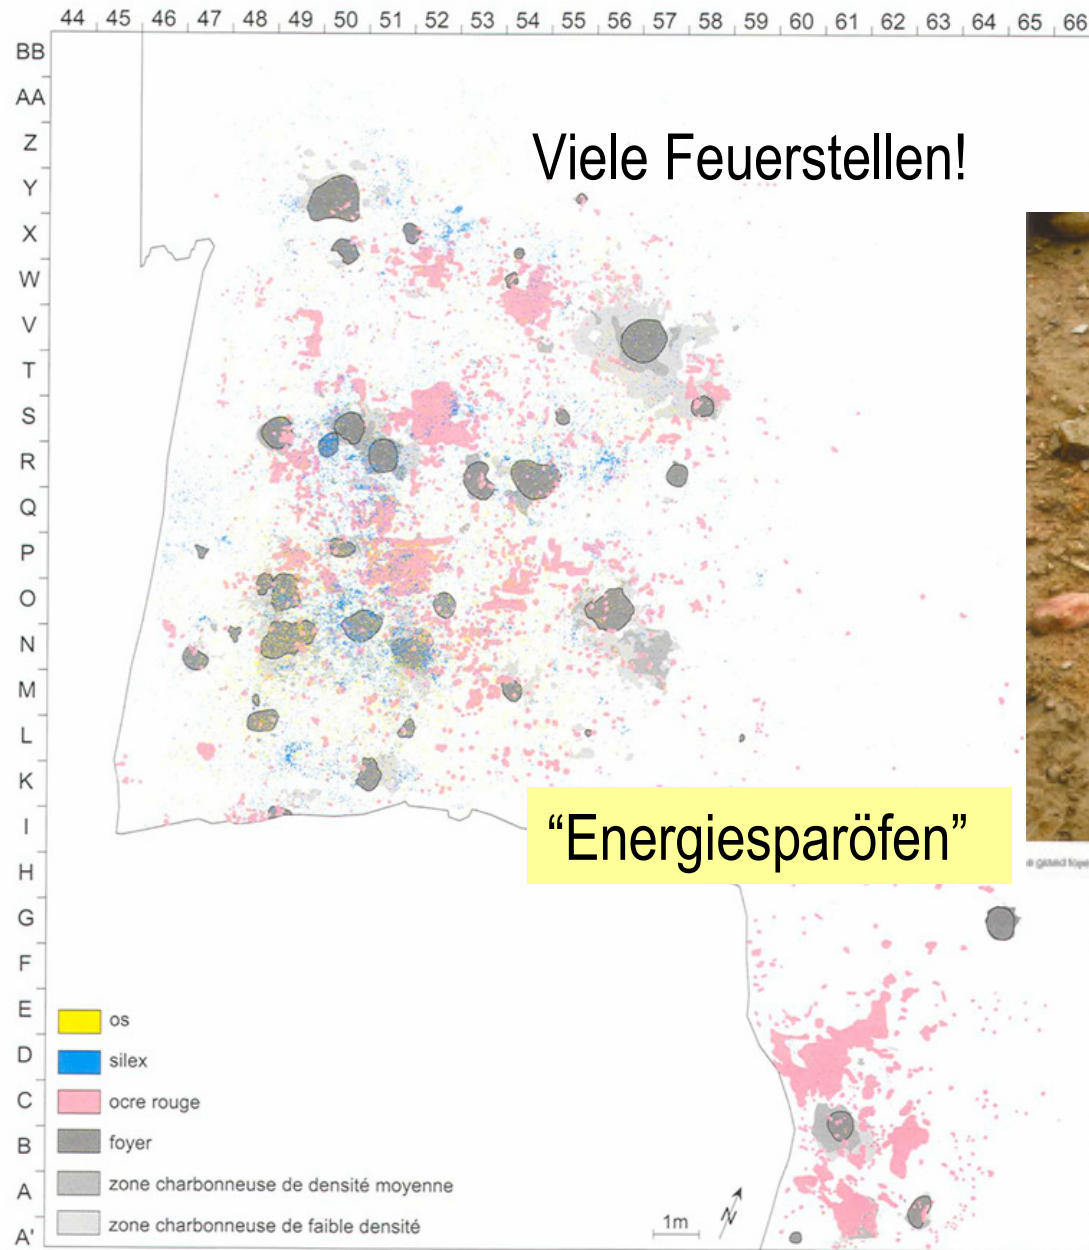 44 45 46 47 48 49 50 51 52 53 54 55 56 57 58 59 60 61 62 63 64 65 66
BB
AA
Z
Viele Feuerstellen!
Y
X
W
V
T
S
R
Q
P
O
N
M
L
K
I
“Energiesparöfen”
H
G
F
E
os
D
silex
C
ocre rouge
B
foyer
A
zone charbonneuse de densité moyenne
A'
zone charbonneuse de faible densité
1m
N